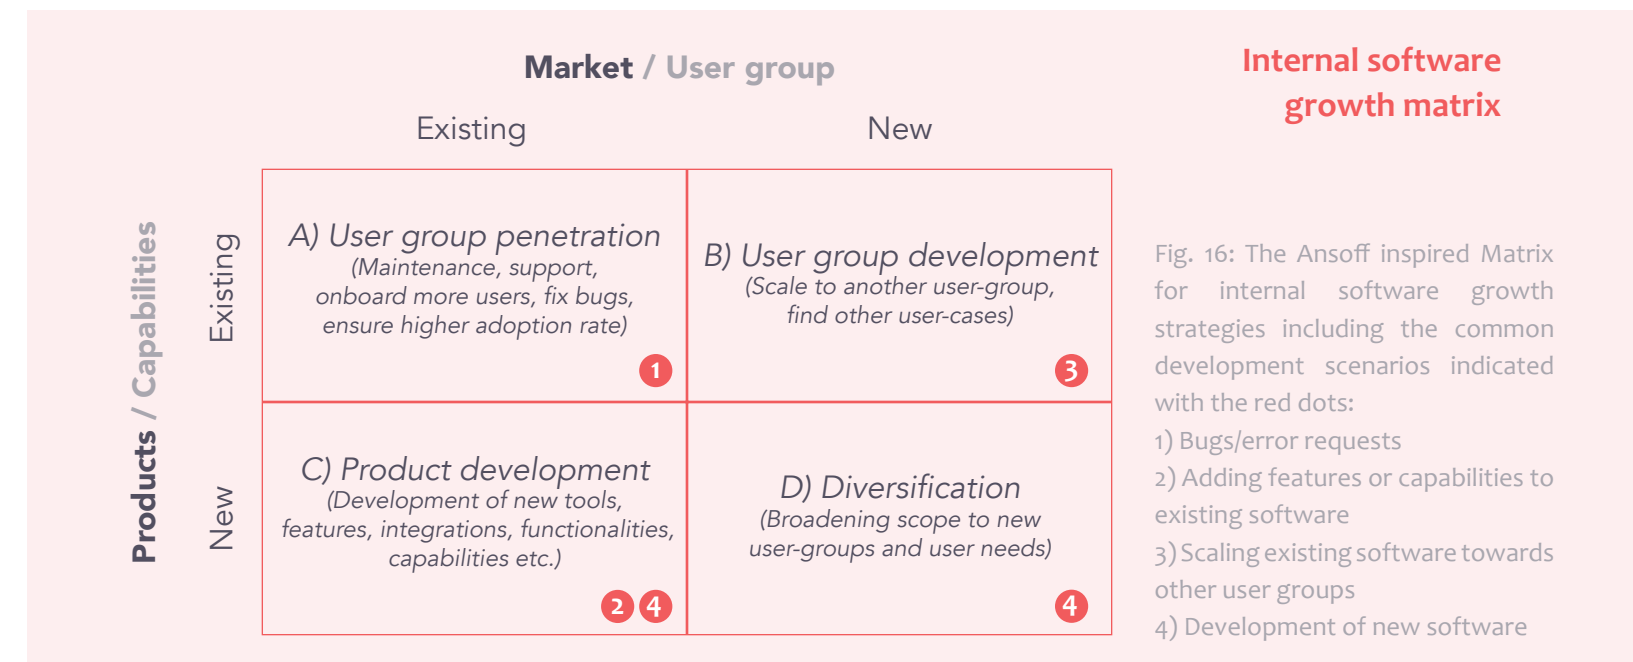 Market / User group
Internal software
growth matrix
Existing
New
Products / Capabilities
Existing
A) User group penetration
(Maintenance, support,
onboard more users, fix bugs,
ensure higher adoption rate)
1
B) User group development
(Scale to another user-group,
find other user-cases)
3
New
C) Product development
(Development of new tools,
features, integrations, functionalities,
capabilities etc.)
2 4
D) Diversification
(Broadening scope to new
user-groups and user needs)
4
Fig. 16: The Ansoff inspired Matrix
for internal software growth
strategies including the common
development scenarios indicated
with the red dots:
1) Bugs/error requests
2) Adding features or capabilities to
existing software
3) Scaling existing software towards
other user groups
4) Development of new software